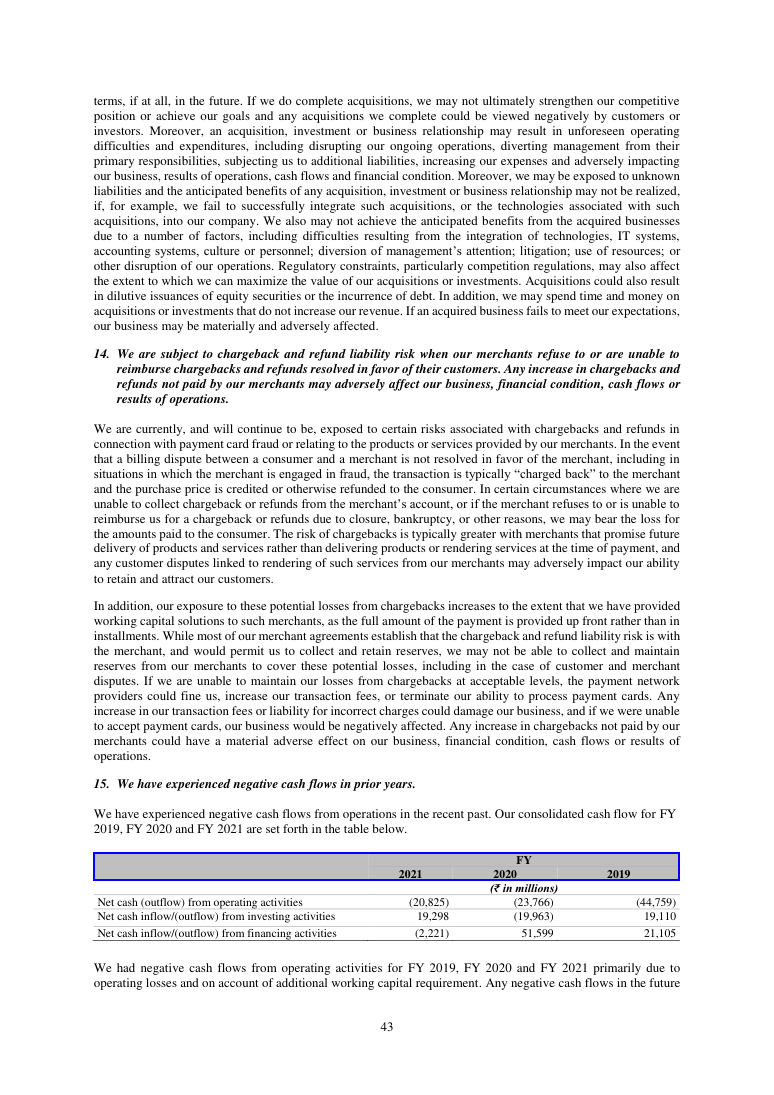 terms, if at all, in the future. If we do complete acquisitions, we may not ultimately strengthen our competitive
position or achieve our goals and any acquisitions we complete could be viewed negatively by customers or
investors. Moreover, an acquisition, investment or business relationship may result in unforeseen operating
difficulties and expenditures, including disrupting our ongoing operations, diverting management from their
primary responsibilities, subjecting us to additional liabilities, increasing our expenses and adversely impacting
our business, results of operations, cash flows and financial condition. Moreover, we may be exposed to unknown
liabilities and the anticipated benefits of any acquisition, investment or business relationship may not be realized,
if, for example, we fail to successfully integrate such acquisitions, or the technologies associated with such
acquisitions, into our company. We also may not achieve the anticipated benefits from the acquired businesses
due to a number of factors, including difficulties resulting from the integration of technologies, IT systems,
accounting systems, culture or personnel; diversion of management’s attention; litigation; use of resources; or
other disruption of our operations. Regulatory constraints, particularly competition regulations, may also affect
the extent to which we can maximize the value of our acquisitions or investments. Acquisitions could also result
in dilutive issuances of equity securities or the incurrence of debt. In addition, we may spend time and money on
acquisitions or investments that do not increase our revenue. If an acquired business fails to meet our expectations,
our business may be materially and adversely affected.
14. We are subject to chargeback and refund liability risk when our merchants refuse to or are unable to
reimburse chargebacks and refunds resolved in favor of their customers. Any increase in chargebacks and
refunds not paid by our merchants may adversely affect our business, financial condition, cash flows or
results of operations.
We are currently, and will continue to be, exposed to certain risks associated with chargebacks and refunds in
connection with payment card fraud or relating to the products or services provided by our merchants. In the event
that a billing dispute between a consumer and a merchant is not resolved in favor of the merchant, including in
situations in which the merchant is engaged in fraud, the transaction is typically “charged back” to the merchant
and the purchase price is credited or otherwise refunded to the consumer. In certain circumstances where we are
unable to collect chargeback or refunds from the merchant’s account, or if the merchant refuses to or is unable to
reimburse us for a chargeback or refunds due to closure, bankruptcy, or other reasons, we may bear the loss for
the amounts paid to the consumer. The risk of chargebacks is typically greater with merchants that promise future
delivery of products and services rather than delivering products or rendering services at the time of payment, and
any customer disputes linked to rendering of such services from our merchants may adversely impact our ability
to retain and attract our customers.
In addition, our exposure to these potential losses from chargebacks increases to the extent that we have provided
working capital solutions to such merchants, as the full amount of the payment is provided up front rather than in
installments. While most of our merchant agreements establish that the chargeback and refund liability risk is with
the merchant, and would permit us to collect and retain reserves, we may not be able to collect and maintain
reserves from our merchants to cover these potential losses, including in the case of customer and merchant
disputes. If we are unable to maintain our losses from chargebacks at acceptable levels, the payment network
providers could fine us, increase our transaction fees, or terminate our ability to process payment cards. Any
increase in our transaction fees or liability for incorrect charges could damage our business, and if we were unable
to accept payment cards, our business would be negatively affected. Any increase in chargebacks not paid by our
merchants could have a material adverse effect on our business, financial condition, cash flows or results of
operations.
15. We have experienced negative cash flows in prior years.
We have experienced negative cash flows from operations in the recent past. Our consolidated cash flow for FY
2019, FY 2020 and FY 2021 are set forth in the table below.
FY
2021 2020 2019
(₹ in millions)
Net cash (outflow) from operating activities (20,825) (23,766) (44,759)
Net cash inflow/(outflow) from investing activities 19,298 (19,963) 19,110
Net cash inflow/(outflow) from financing activities (2,221) 51,599 21,105
We had negative cash flows from operating activities for FY 2019, FY 2020 and FY 2021 primarily due to
operating losses and on account of additional working capital requirement. Any negative cash flows in the future
43